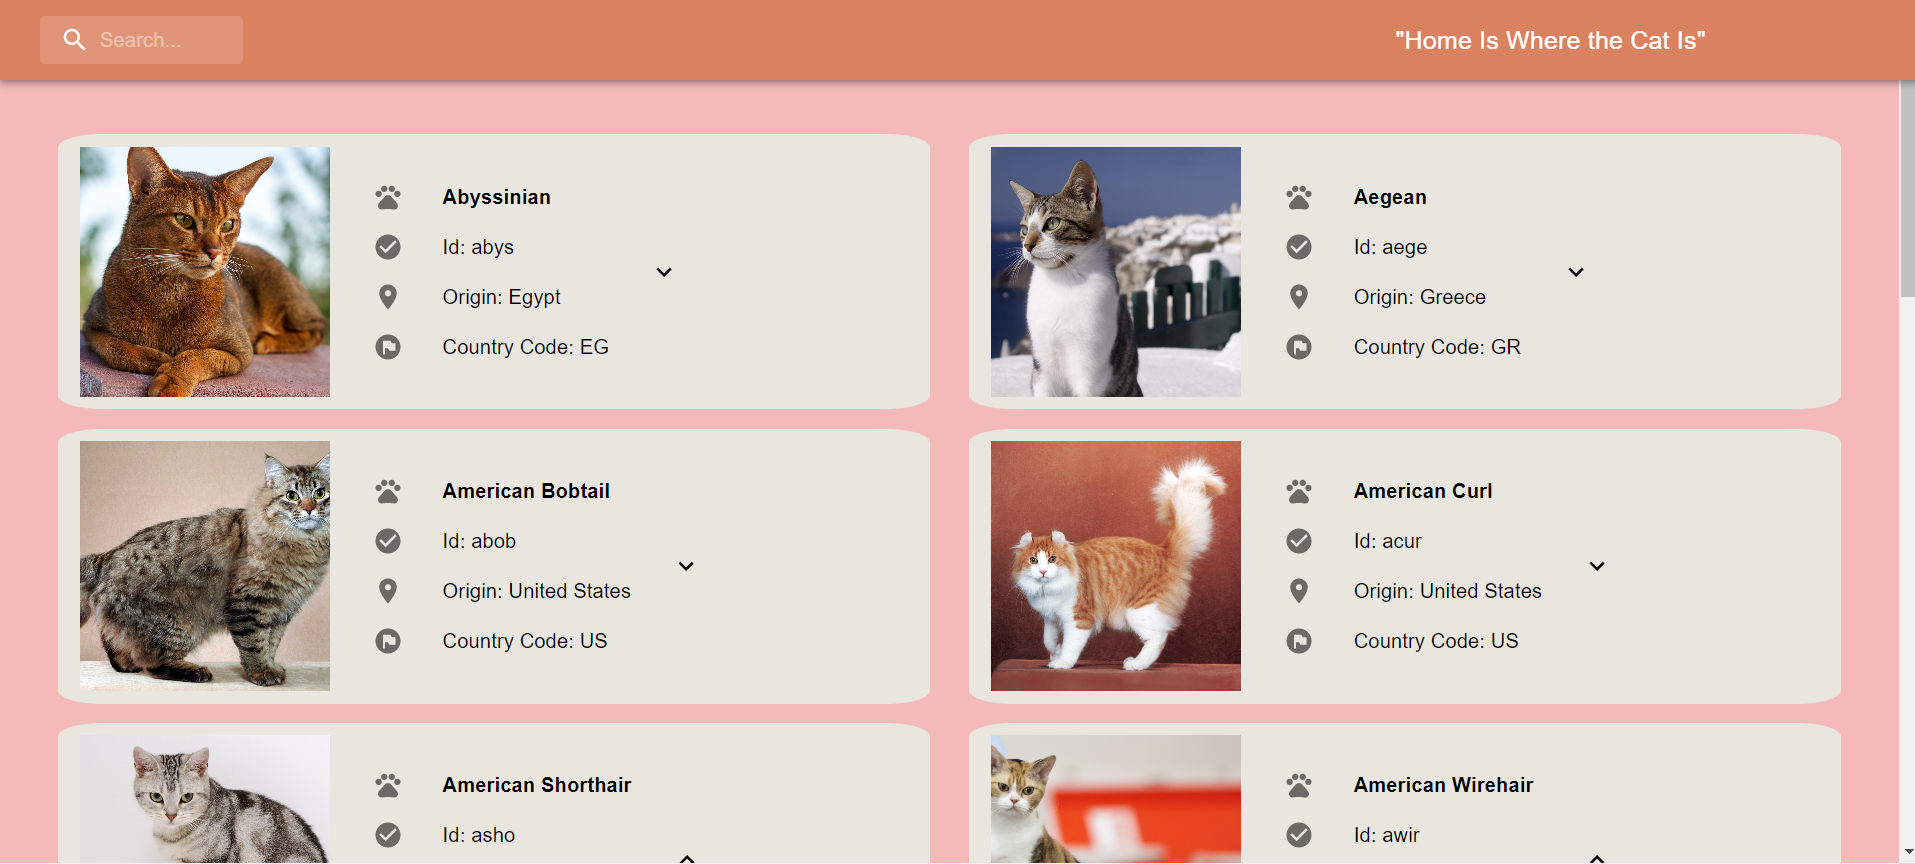 Search...
"Home Is Where the Cat Is"
Abyssinian
Id: abys
Origin: Egypt
Country Code: EG
Aegean
Id: aege
Origin: Greece
Country Code: GR
American Bobtail
Id: abob
Origin: United States
Country Code: US
American Curl
Id: acur
Origin: United States
Country Code: US
American Shorthair
Id: asho
American Wirehair
Id: awir